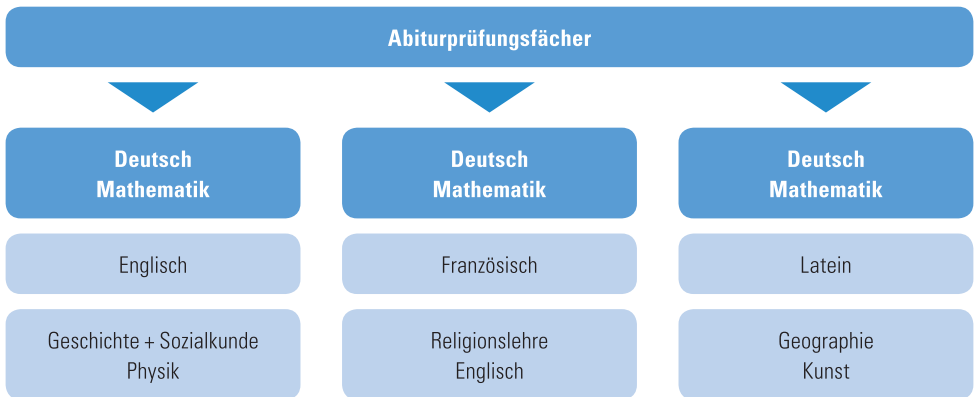 Abiturprüfungsfächer
Deutsch
Mathematik
Englisch
Geschichte + Sozialkunde
Physik
Deutsch
Mathematik
Französisch
Religionslehre
Englisch
Deutsch
Mathematik
Latein
Geographie
Kunst